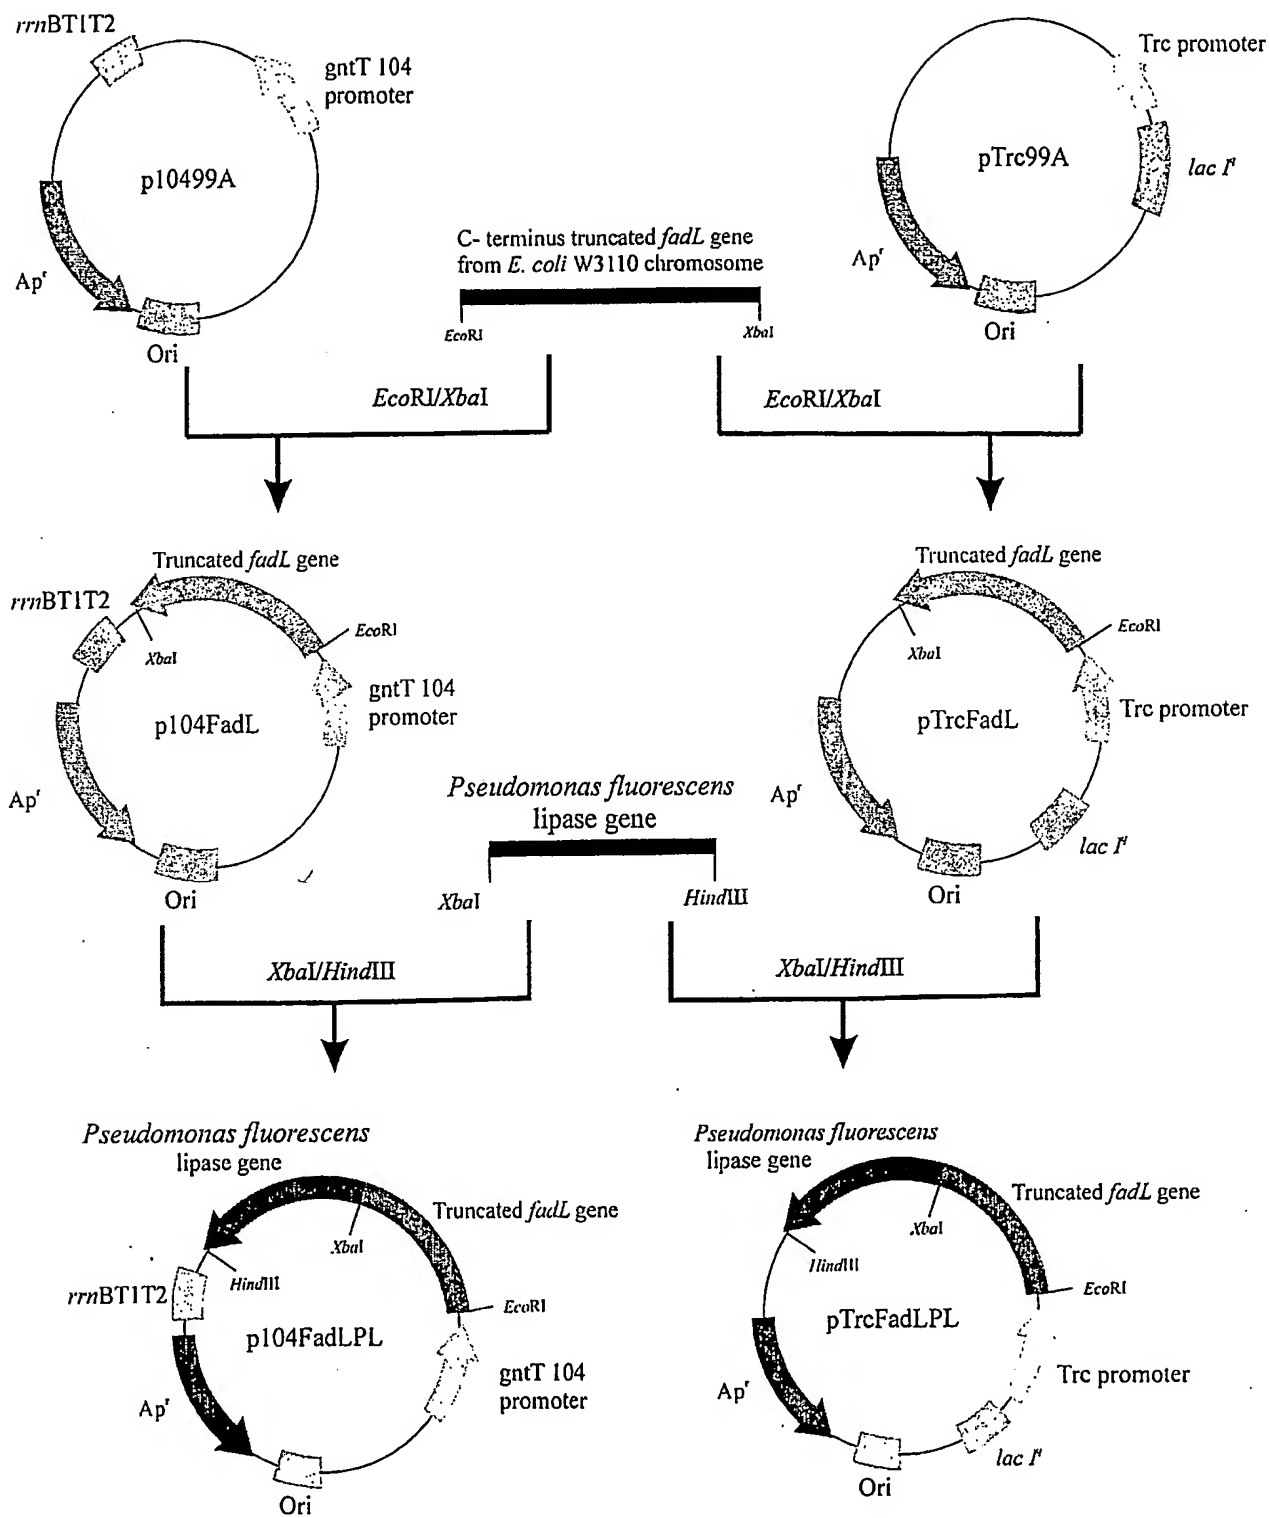 rrnBT1T2
gntT 104
promoter
p10499A
Apʳ
Ori
Trc promoter
pTrc99A
lac Iq
Apʳ
Ori
C- terminus truncated fadL gene
from E. coli W3110 chromosome
EcoRI
XbaI
EcoRI/XbaI
EcoRI/XbaI
Truncated fadL gene
rrnBT1T2
EcoRI
XbaI
gntT 104
promoter
p104FadL
Apʳ
Ori
Truncated fadL gene
EcoRI
XbaI
pTrcFadL
Trc promoter
Apʳ
lac Iq
Ori
Pseudomonas fluorescens
lipase gene
XbaI
HindIII
XbaI/HindIII
XbaI/HindIII
Pseudomonas fluorescens
lipase gene
Truncated fadL gene
XbaI
HindIII
rrnBT1T2
EcoRI
p104FadLPL
gntT 104
promoter
Apʳ
Ori
Pseudomonas fluorescens
lipase gene
Truncated fadL gene
XbaI
HindIII
EcoRI
pTrcFadLPL
Trc promoter
Apʳ
lac Iq
Ori